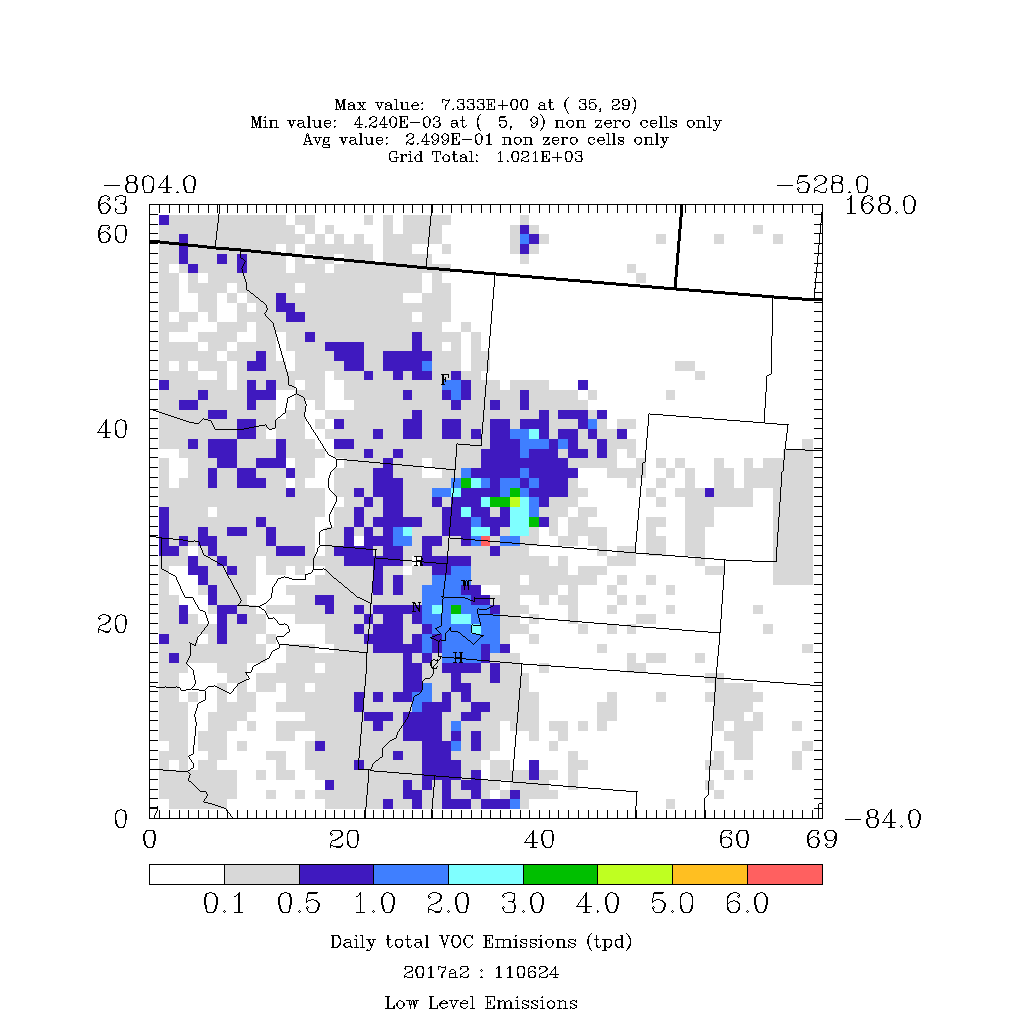 Max value: 7.333E+00 at ( 35, 29)
Min value: 4.240E-03 at ( 5, 9) non zero cells only
Avg value: 2.499E-01 non zero cells only
Grid Total: 1.021E+03
-804.0 -528.0
63 168.0
60
F
40
R
W
N J
20
C H
0 -84.0
0 20 40 60 69
0.1 0.5 1.0 2.0 3.0 4.0 5.0 6.0
Daily total VOC Emissions (tpd)
2017a2 : 110624
Low Level Emissions